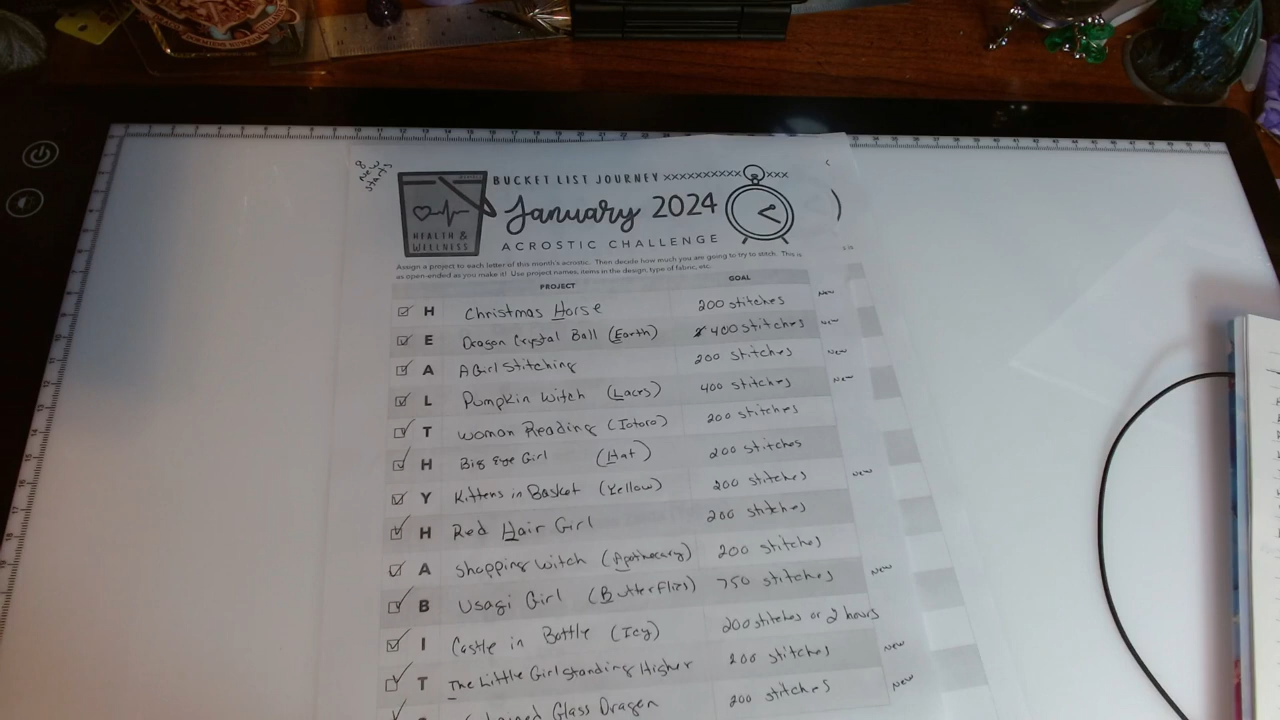 8 New Starts
BUCKET LIST JOURNEY xxxxxxxxxx xxx
January 2024
HEALTH & WELLNESS
ACROSTIC CHALLENGE
Assign a project to each letter of this month's acrostic. Then decide how much you are going to try to stitch. This is
as open-ended as you make it! Use project names, items in the design, type of fabric, etc.
PROJECT GOAL
H Christmas Horse 200 stitches New
E Dragon Crystal Ball (Earth) 400 stitches New
A A Girl Stitching 200 stitches New
L Pumpkin Witch (Laces) 400 stitches New
T Woman Reading (Totoro) 200 stitches
H Big Eye Girl (Hat) 200 stitches
Y Kittens in Basket (Yellow) 200 stitches New
H Red Hair Girl 200 stitches
A Shopping Witch (Apothecary) 200 stitches
B Usagi Girl (Butterflies) 750 stitches New
I Castle in Bottle (Icy) 200 stitches or 2 hours
T The Little Girl Standing Higher 200 stitches New
Glass Dragon 200 stitches New